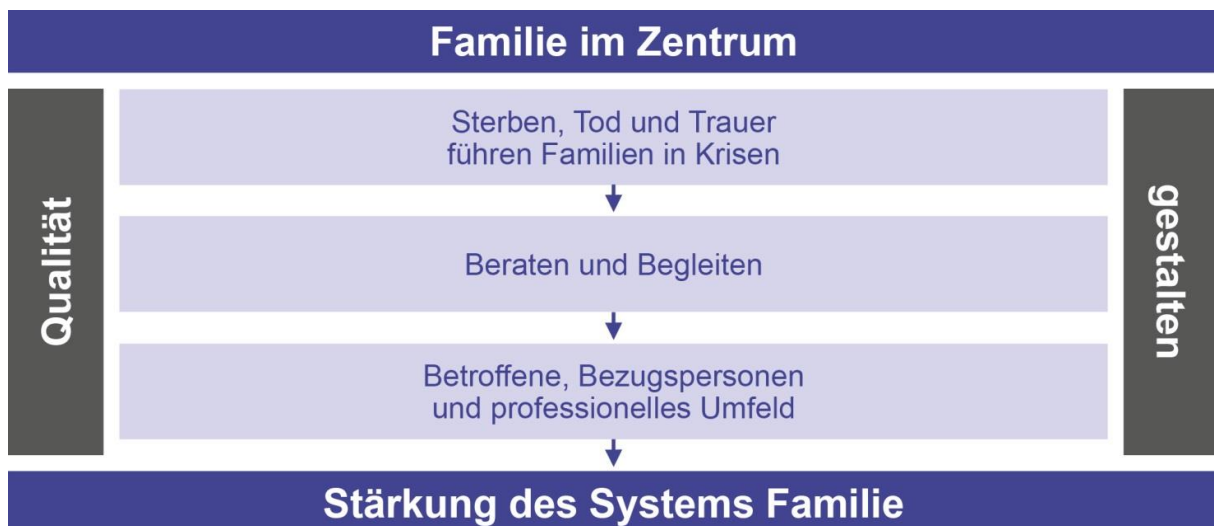 Familie im Zentrum
Qualität
Sterben, Tod und Trauer
führen Familien in Krisen
Beraten und Begleiten
Betroffene, Bezugspersonen
und professionelles Umfeld
gestalten
Stärkung des Systems Familie